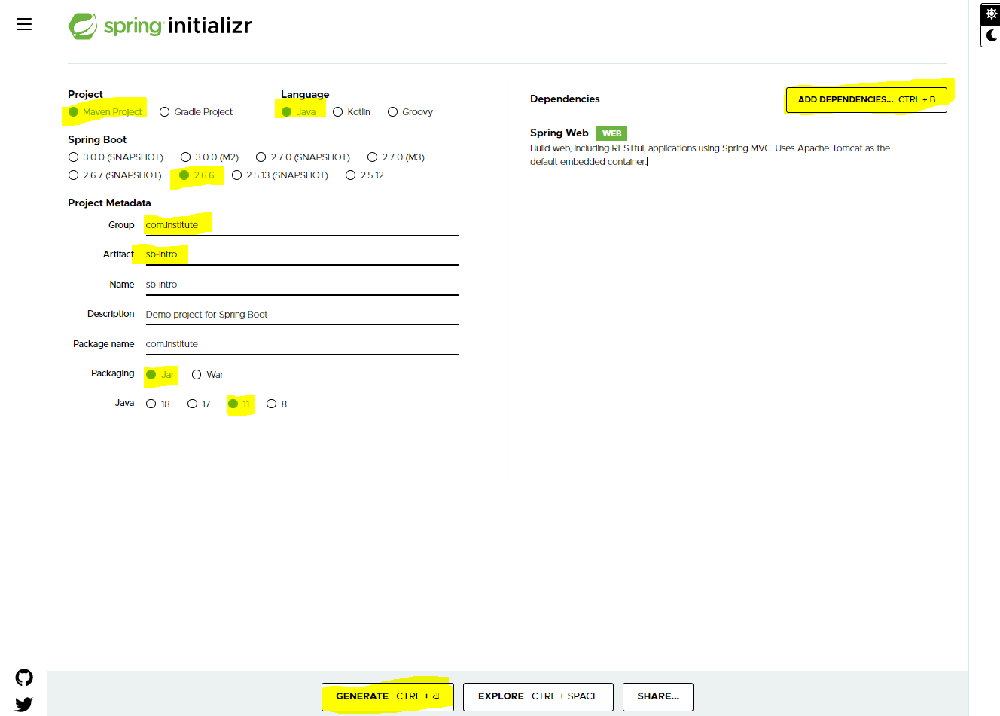 spring initializr
Project
Maven Project Gradle Project
Language
Java Kotlin Groovy
Spring Boot
3.0.0 (SNAPSHOT) 3.0.0 (M2) 2.7.0 (SNAPSHOT) 2.7.0 (M3)
2.6.7 (SNAPSHOT) 2.6.6 2.5.13 (SNAPSHOT) 2.5.12
Project Metadata
Group com.institute
Artifact sb-intro
Name sb-intro
Description Demo project for Spring Boot
Package name com.institute
Packaging Jar War
Java 18 17 11 8
Dependencies
ADD DEPENDENCIES... CTRL + B
Spring Web WEB
Build web, including RESTful, applications using Spring MVC. Uses Apache Tomcat as the
default embedded container.
GENERATE CTRL + ⏎
EXPLORE CTRL + SPACE
SHARE...